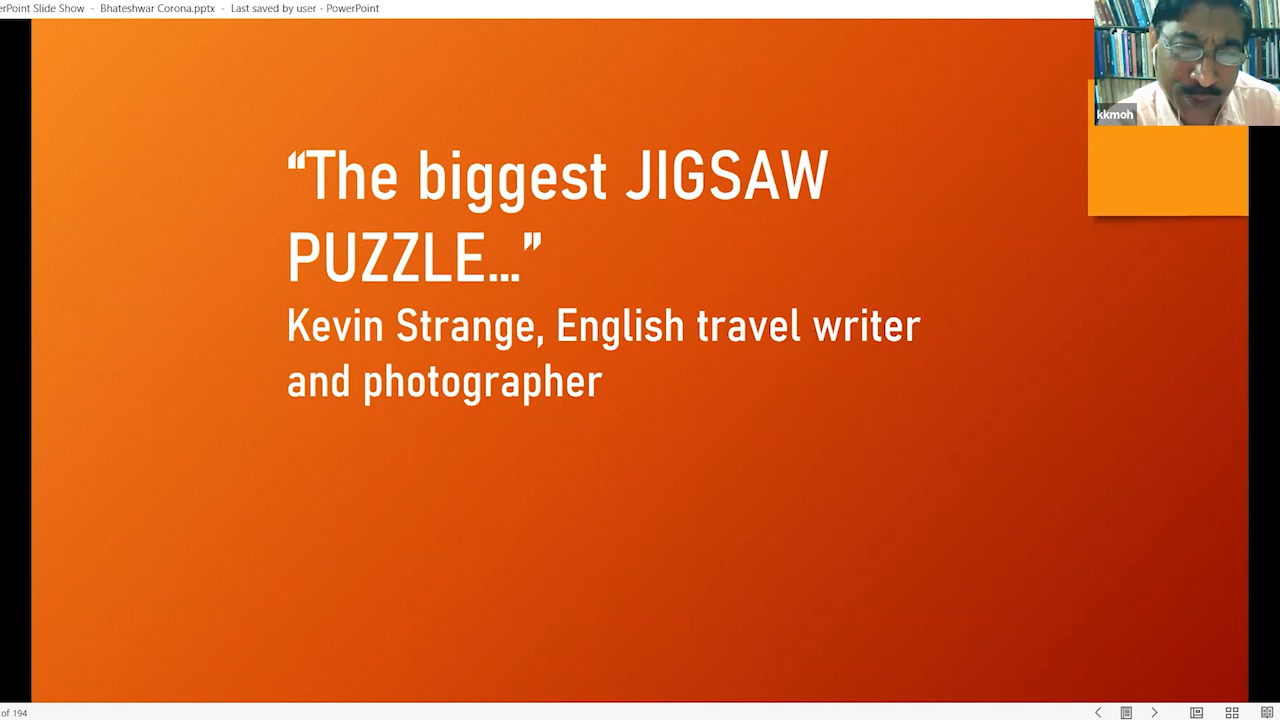 erPoint Slide Show - Bhateshwar Corona.pptx - Last saved by user - PowerPoint
kkmoh
“The biggest JIGSAW
PUZZLE...”
Kevin Strange, English travel writer
and photographer
of 194